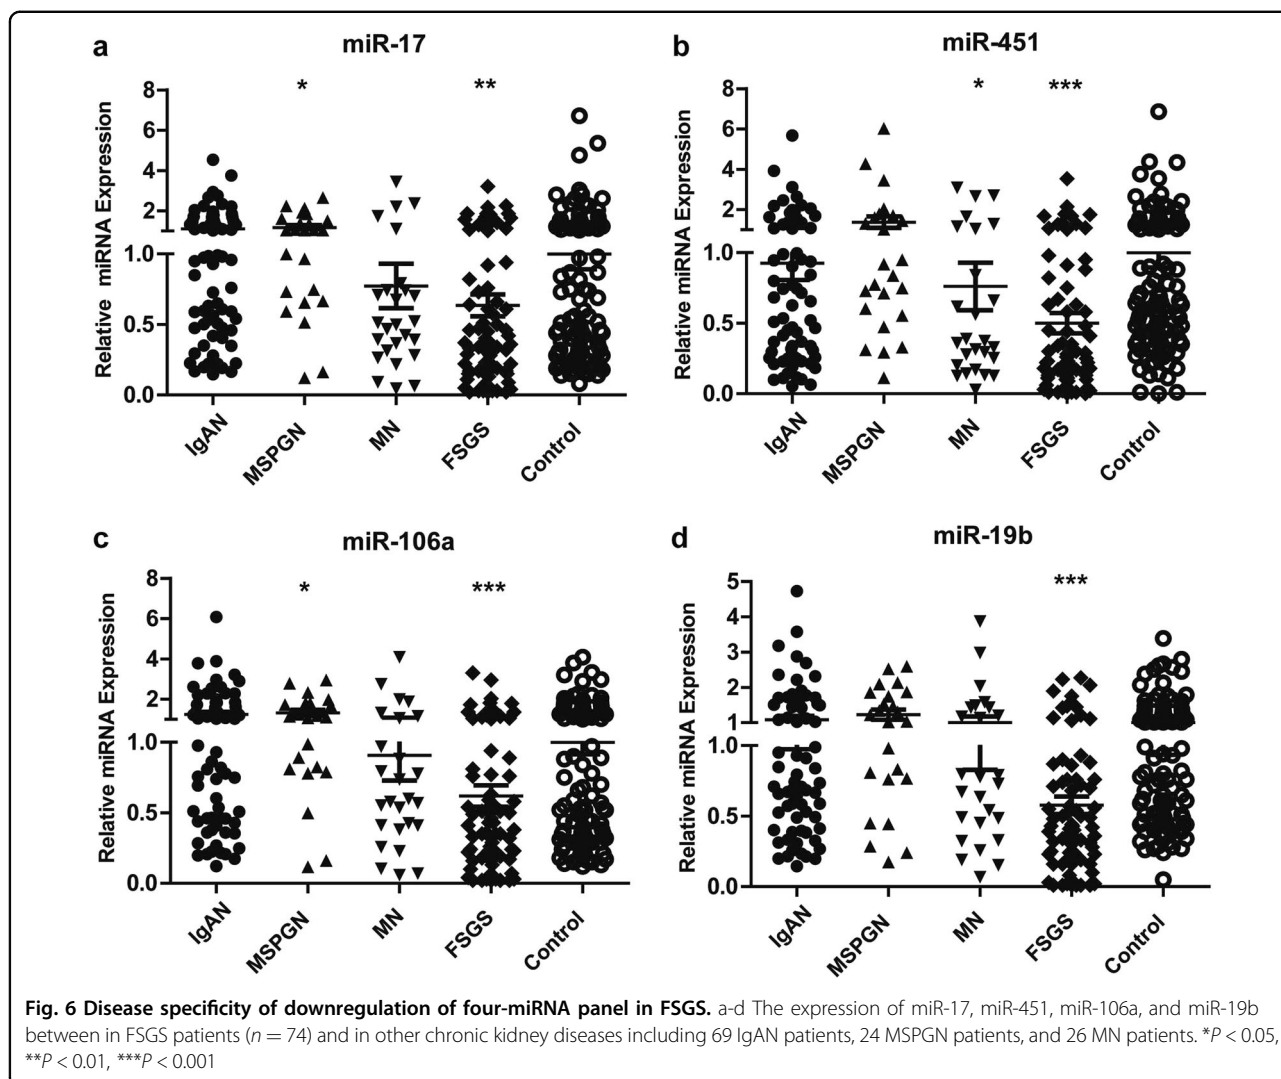 a
miR-17
Relative miRNA Expression
* **
8
6
4
2
1.0
0.5
0.0
IgAN MSPGN MN FSGS Control
b
miR-451
Relative miRNA Expression
* ***
8
6
4
2
1.0
0.5
0.0
IgAN MSPGN MN FSGS Control
c
miR-106a
Relative miRNA Expression
* ***
8
6
4
2
1.0
0.5
0.0
IgAN MSPGN MN FSGS Control
d
miR-19b
Relative miRNA Expression
***
5
4
3
2
1
1.0
0.5
0.0
IgAN MSPGN MN FSGS Control
Fig. 6 Disease specificity of downregulation of four-miRNA panel in FSGS. a-d The expression of miR-17, miR-451, miR-106a, and miR-19b
between in FSGS patients (n = 74) and in other chronic kidney diseases including 69 IgAN patients, 24 MSPGN patients, and 26 MN patients. *P < 0.05,
**P < 0.01, ***P < 0.001